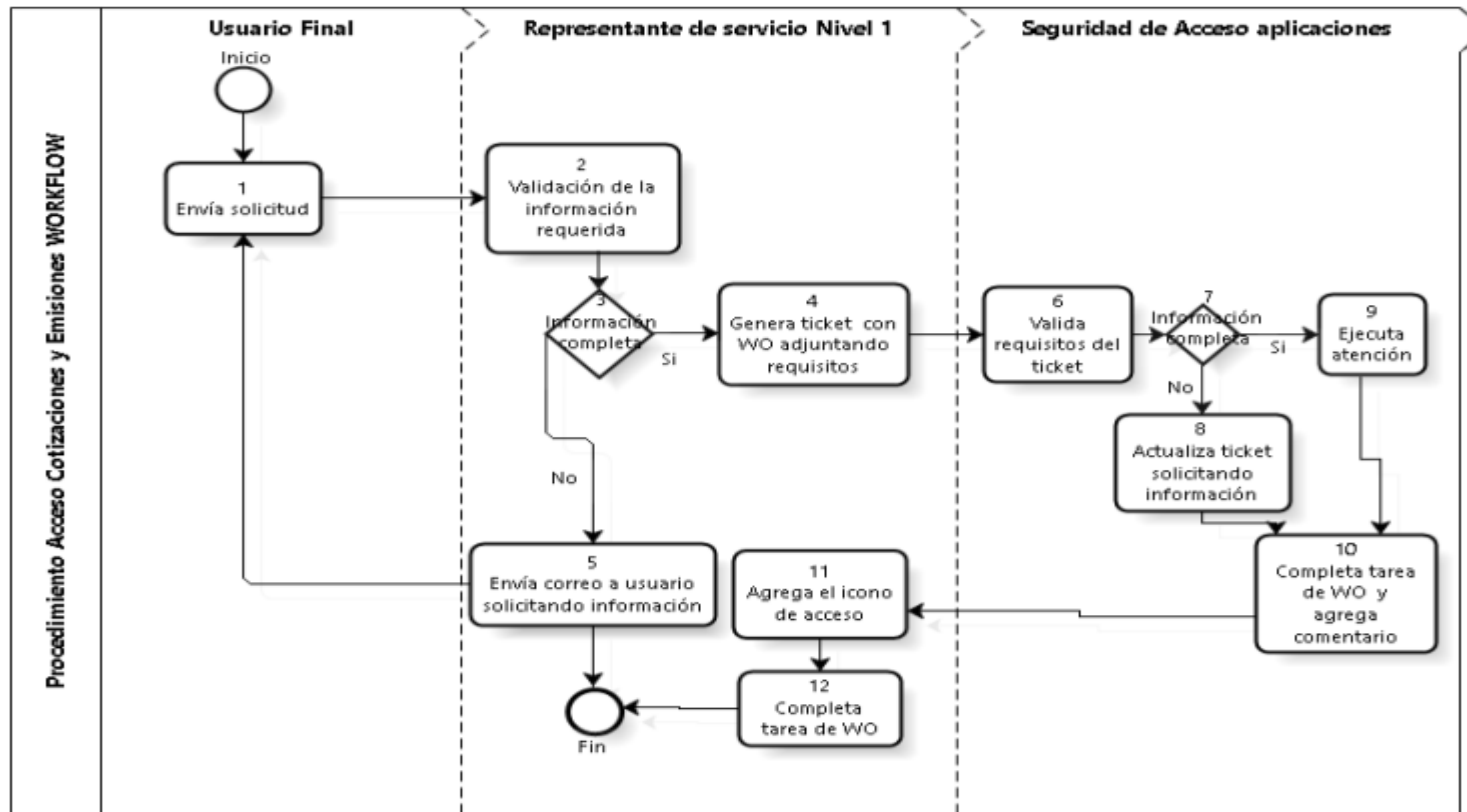 Procedimiento Acceso Cotizaciones y Emisiones WORKFLOW
Usuario Final
Representante de servicio Nivel 1
Seguridad de Acceso aplicaciones
Inicio
1
Envía solicitud
2
Validación de la
información
requerida
3
Información
completa
Si
No
4
Genera ticket con
WO adjuntando
requisitos
5
Envía correo a usuario
solicitando información
6
Valida
requisitos del
ticket
7
Información
completa
Si
No
8
Actualiza ticket
solicitando
información
9
Ejecuta
atención
10
Completa tarea
de WO y
agrega
comentario
11
Agrega el icono
de acceso
12
Completa
tarea de WO
Fin